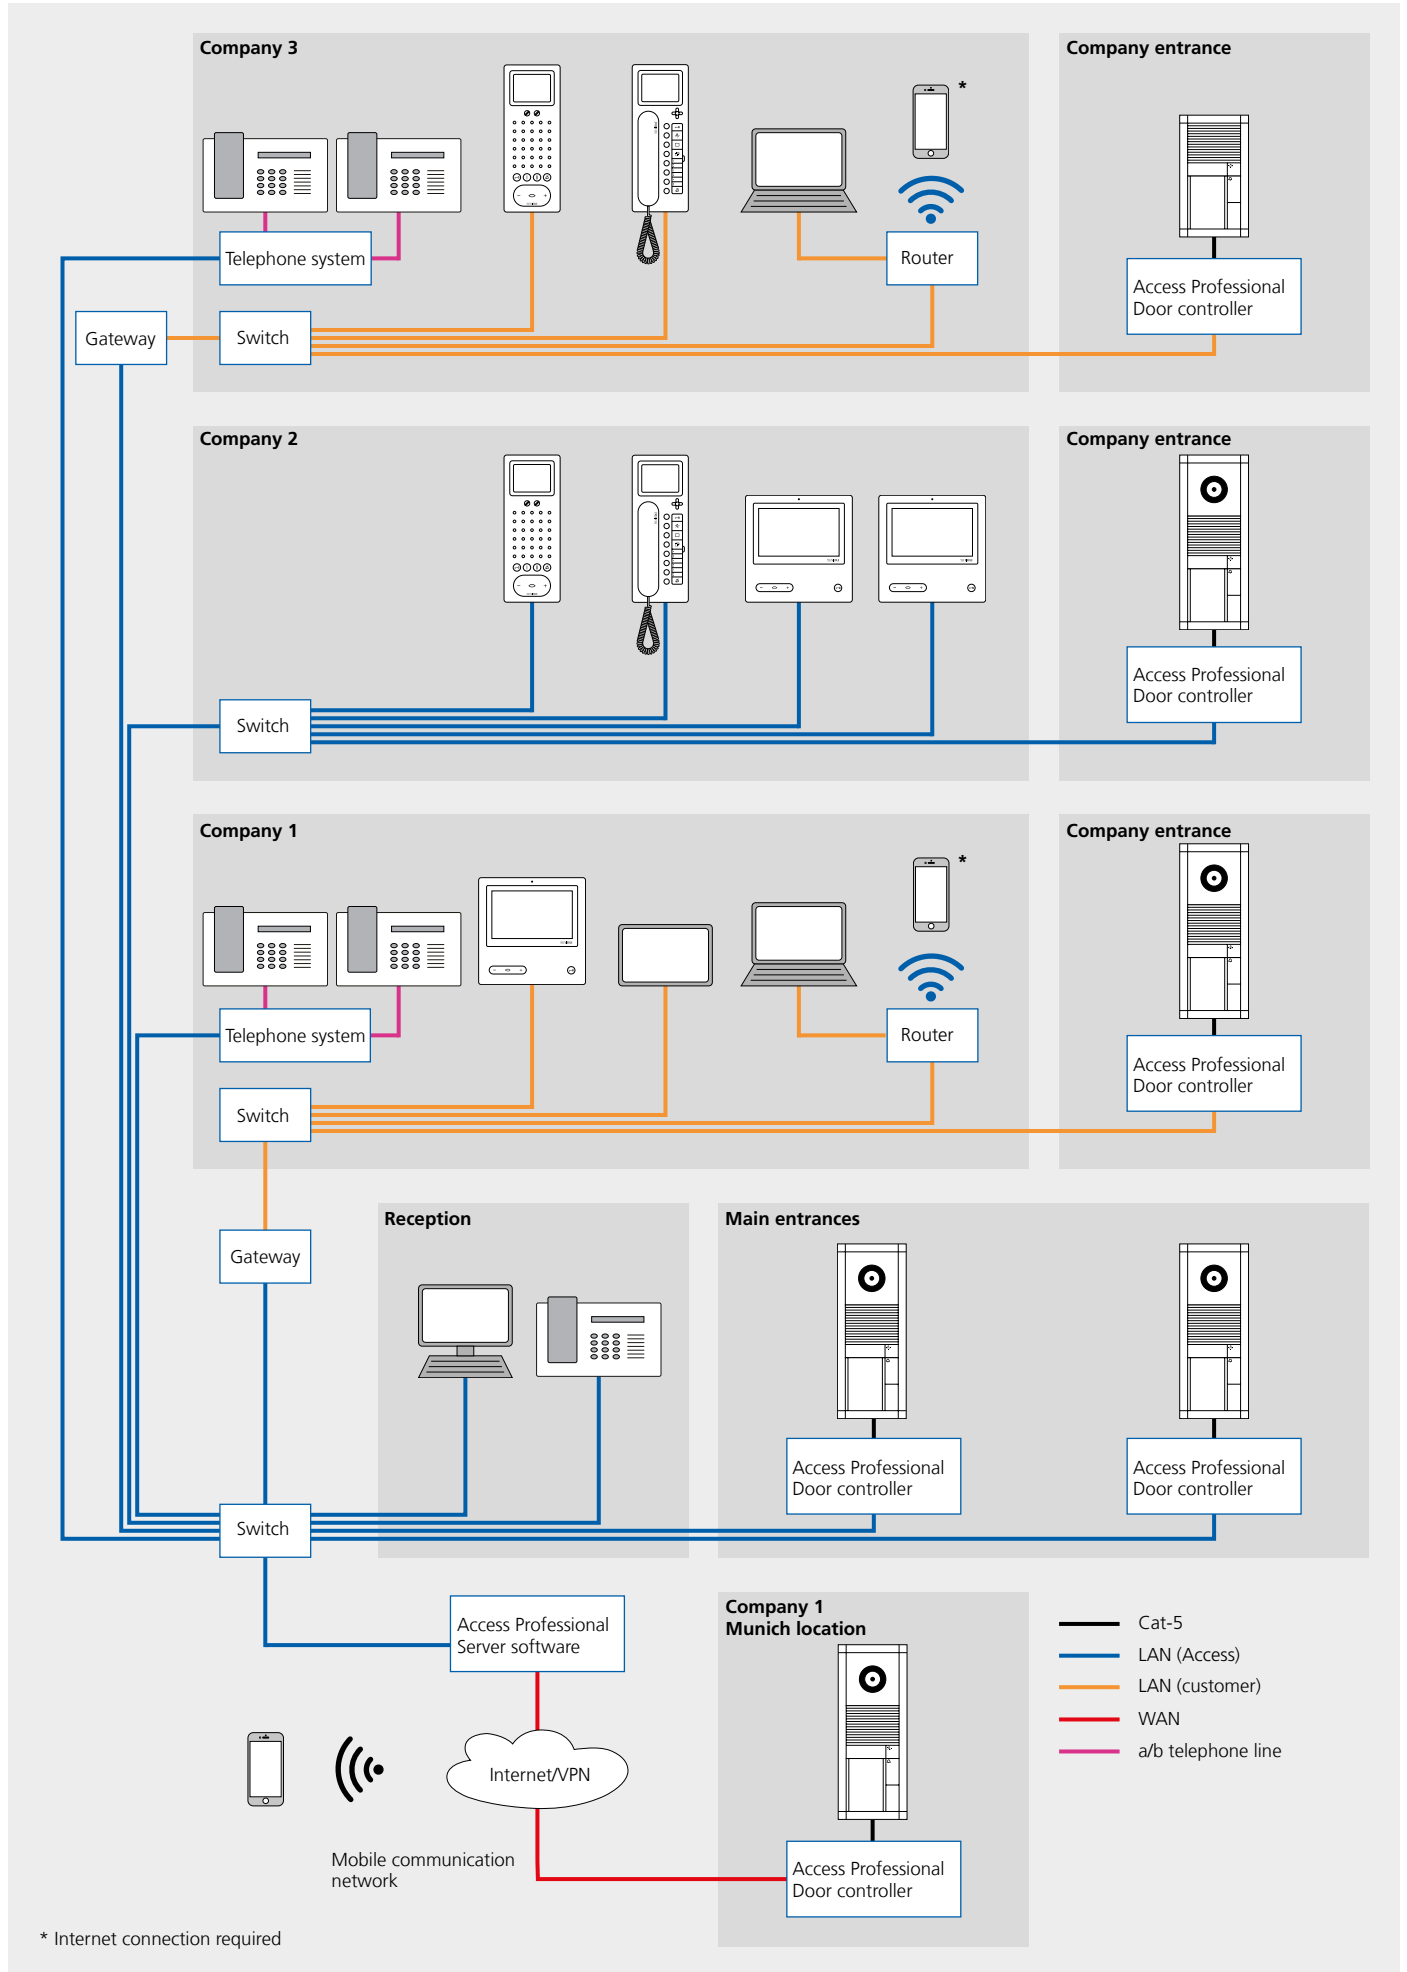 Company 3
Company entrance
*
Telephone system
Router
Access Professional
Door controller
Gateway
Switch
Company 2
Company entrance
Access Professional
Door controller
Switch
Company 1
Company entrance
*
Telephone system
Router
Access Professional
Door controller
Switch
Reception
Main entrances
Gateway
Access Professional
Door controller
Access Professional
Door controller
Switch
Access Professional
Server software
Company 1
Munich location
Cat-5
LAN (Access)
LAN (customer)
WAN
a/b telephone line
Internet/VPN
Mobile communication
network
Access Professional
Door controller
* Internet connection required